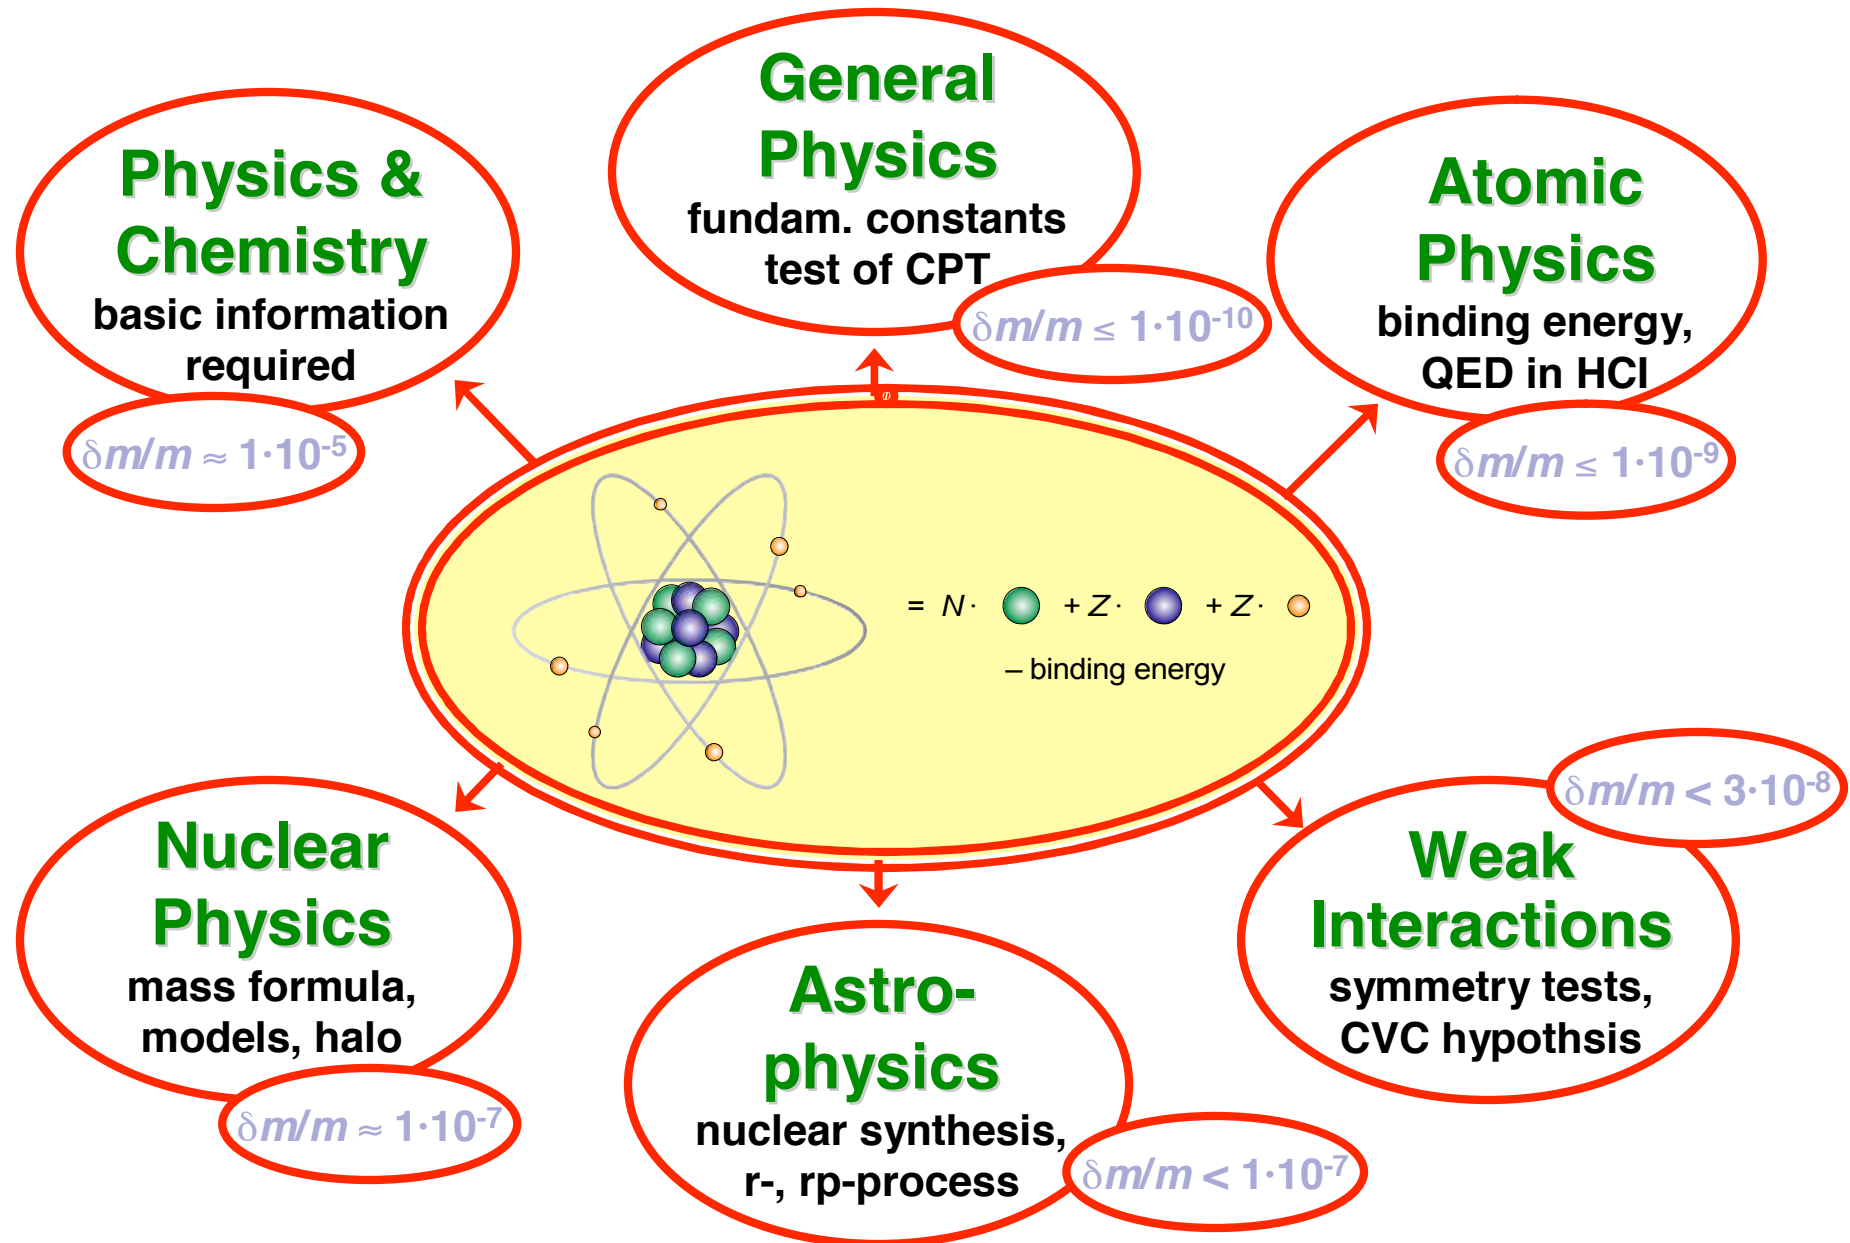 General
Physics
fundam. constants
test of CPT
δm/m ≤ 1·10⁻¹⁰
Physics &
Chemistry
basic information
required
δm/m ≈ 1·10⁻⁵
Atomic
Physics
binding energy,
QED in HCI
δm/m ≤ 1·10⁻⁹
= N· + Z· + Z·
– binding energy
Nuclear
Physics
mass formula,
models, halo
δm/m ≈ 1·10⁻⁷
Astro-
physics
nuclear synthesis,
r-, rp-process
δm/m < 1·10⁻⁷
δm/m < 3·10⁻⁸
Weak
Interactions
symmetry tests,
CVC hypothsis